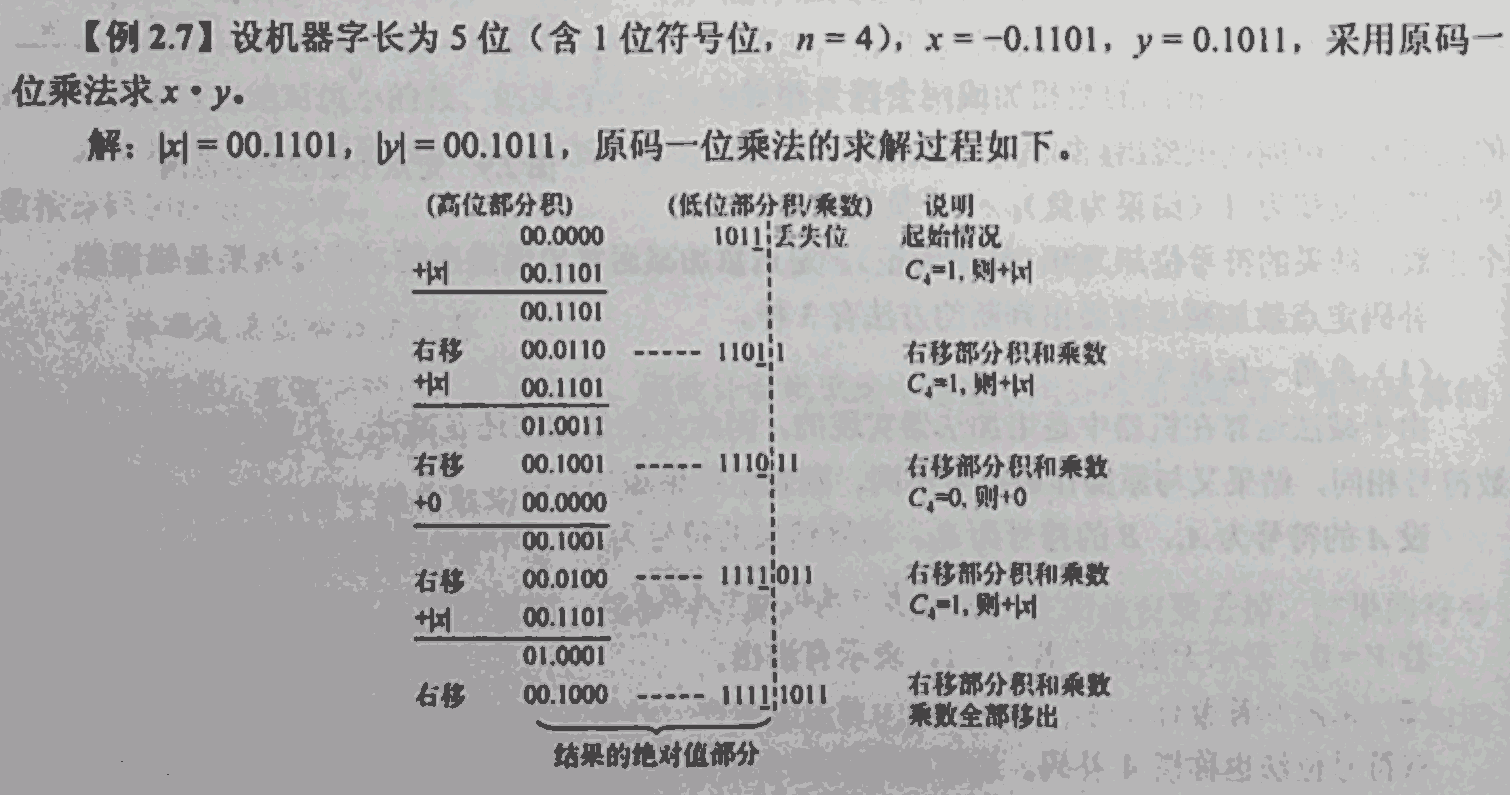 【例 2.7】设机器字长为 5 位（含 1 位符号位，n = 4），x = −0.1101，y = 0.1011，采用原码一
位乘法求 x · y。
解：|x| = 00.1101，|y| = 00.1011，原码一位乘法的求解过程如下。
(高位部分积) (低位部分积/乘数) 说明
00.0000 1011 丢失位 起始情况
+|x| 00.1101 C₄=1, 则+|x|
00.1101
右移 00.0110 ----- 1101 1 右移部分积和乘数
+|x| 00.1101 C₄=1, 则+|x|
01.0011
右移 00.1001 ----- 1110 11 右移部分积和乘数
+0 00.0000 C₄=0, 则+0
00.1001
右移 00.0100 ----- 1111 011 右移部分积和乘数
+|x| 00.1101 C₄=1, 则+|x|
01.0001
右移 00.1000 ----- 1111 1011 右移部分积和乘数
乘数全部移出
结果的绝对值部分